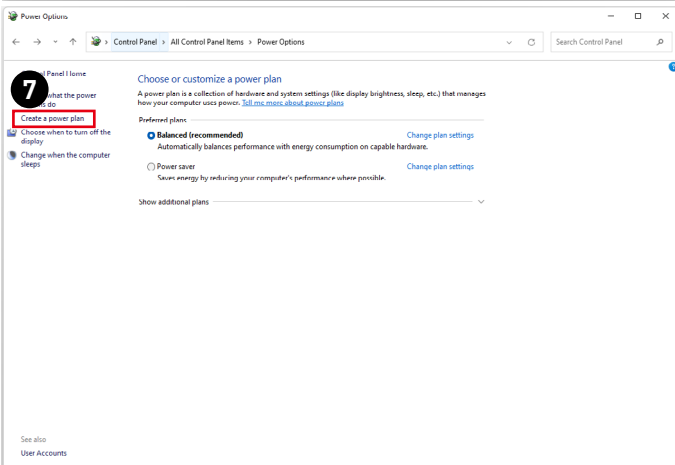 Power Options
Control Panel > All Control Panel Items > Power Options
Search Control Panel
Panel Home
7
what the power
do
Create a power plan
Choose when to turn off the
display
Change when the computer
sleeps
Choose or customize a power plan
A power plan is a collection of hardware and system settings (like display brightness, sleep, etc.) that manages
how your computer uses power. Tell me more about power plans
Preferred plans
Balanced (recommended)
Change plan settings
Automatically balances performance with energy consumption on capable hardware.
Power saver
Change plan settings
Saves energy by reducing your computer's performance where possible.
Show additional plans
See also
User Accounts